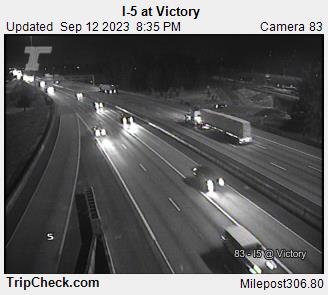 I-5 at Victory
Updated Sep 12 2023 8:35 PM Camera 83
T
S
83 - I5 @ Victory
TripCheck.com Milepost306.80